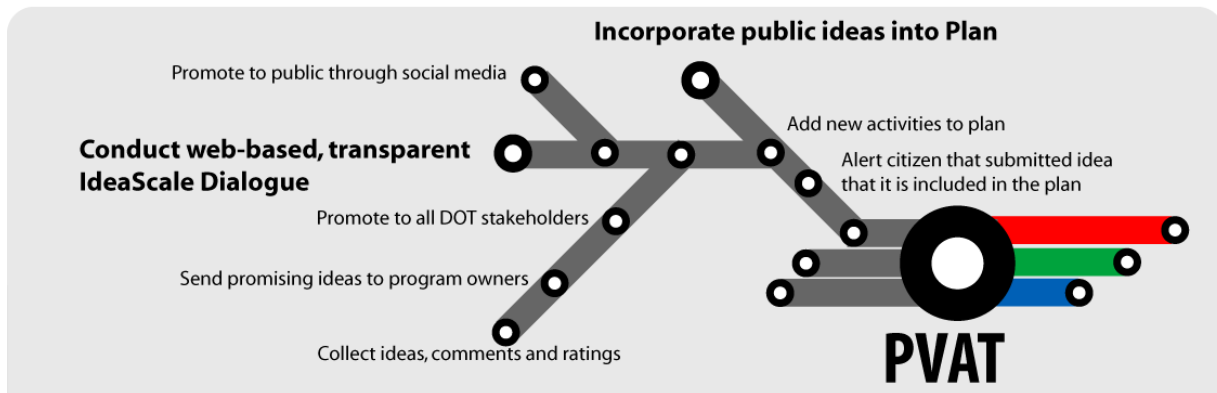 Incorporate public ideas into Plan
Promote to public through social media
Add new activities to plan
Conduct web-based, transparent
IdeaScale Dialogue
Alert citizen that submitted idea
that it is included in the plan
Promote to all DOT stakeholders
Send promising ideas to program owners
Collect ideas, comments and ratings
PVAT